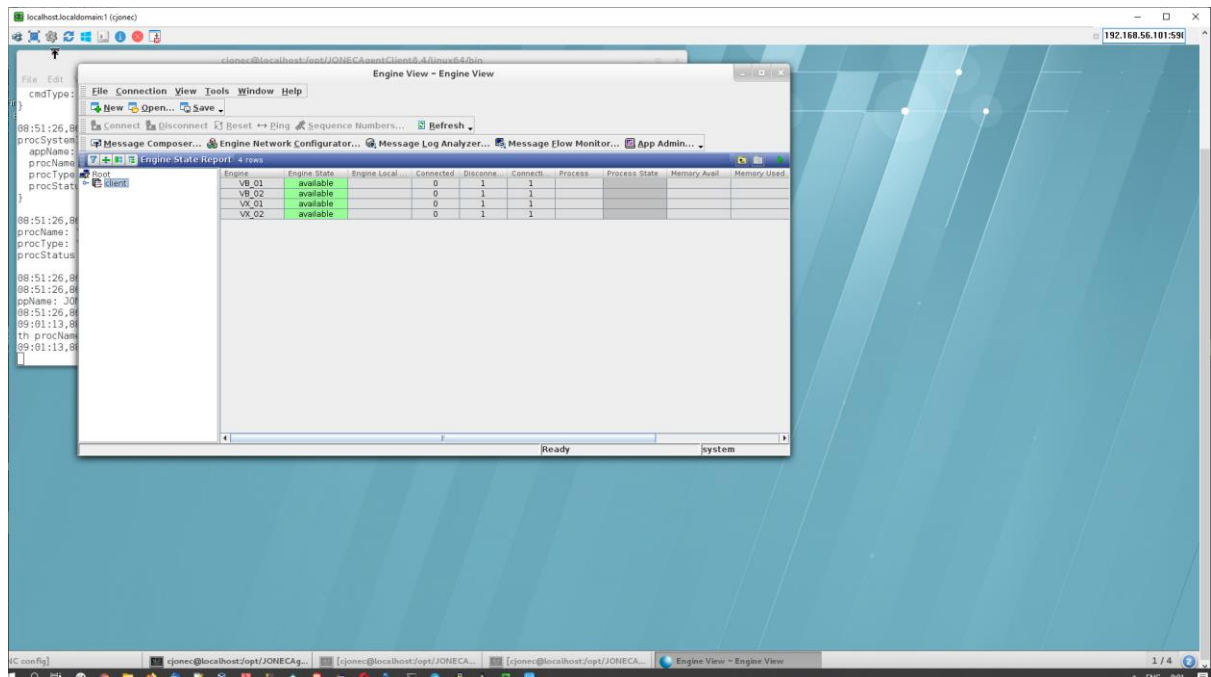 localhost.localdomain:1 (cjonec)
192.168.56.101:590
cjonec@localhost:/opt/JONECAgentClient8.4/linux64/bin
File Edit
cmdType:
}
08:51:26,8
procSystem
appName:
procName
procType
procStatu
}
08:51:26,8
procName:
procType:
procStatus
08:51:26,8
08:51:26,8
ppName: JON
08:51:26,8
09:01:13,8
th procName
09:01:13,8
Engine View - Engine View
File Connection View Tools Window Help
New Open... Save
Connect Disconnect Reset Ping Sequence Numbers... Refresh
Message Composer... Engine Network Configurator... Message Log Analyzer... Message Flow Monitor... App Admin...
Engine State Report 4 rows
Root
client
Engine Engine State Engine Local ... Connected Disconne... Connecti... Process Process State Memory Avail Memory Used
VB_01 available 0 1 1
VB_02 available 0 1 1
VX_01 available 0 1 1
VX_02 available 0 1 1
Ready system
C config] cjonec@localhost:/opt/JONECAg... [cjonec@localhost:/opt/JONECA... [cjonec@localhost:/opt/JONECA... Engine View - Engine View 1 / 4